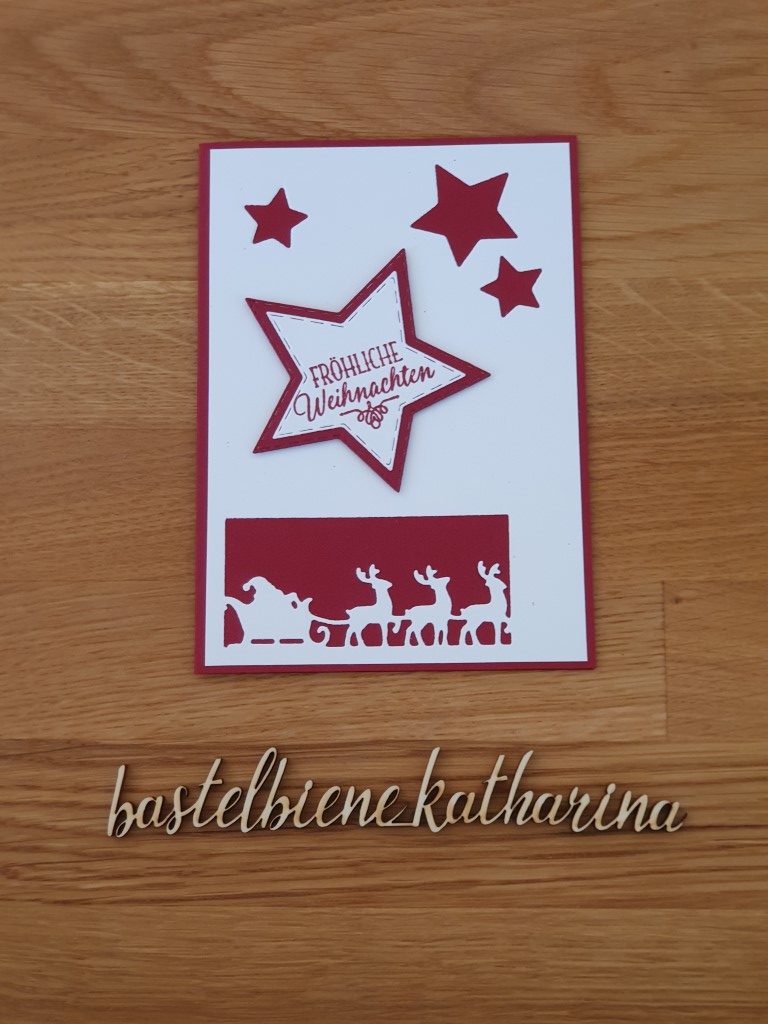 FRÖHLICHE
Weihnachten
bastelbiene_katharina